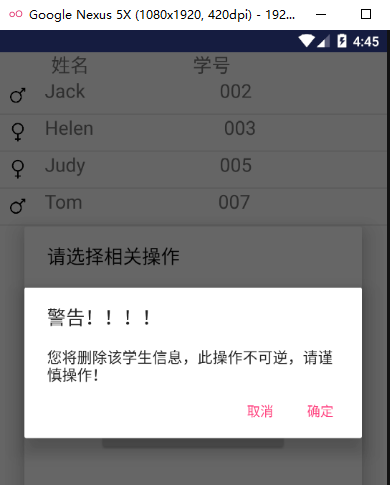 Google Nexus 5X (1080x1920, 420dpi) - 192...
4:45
姓名 学号
Jack 002
Helen 003
Judy 005
Tom 007
请选择相关操作
警告！！！！
您将删除该学生信息，此操作不可逆，请谨
慎操作！
取消 确定